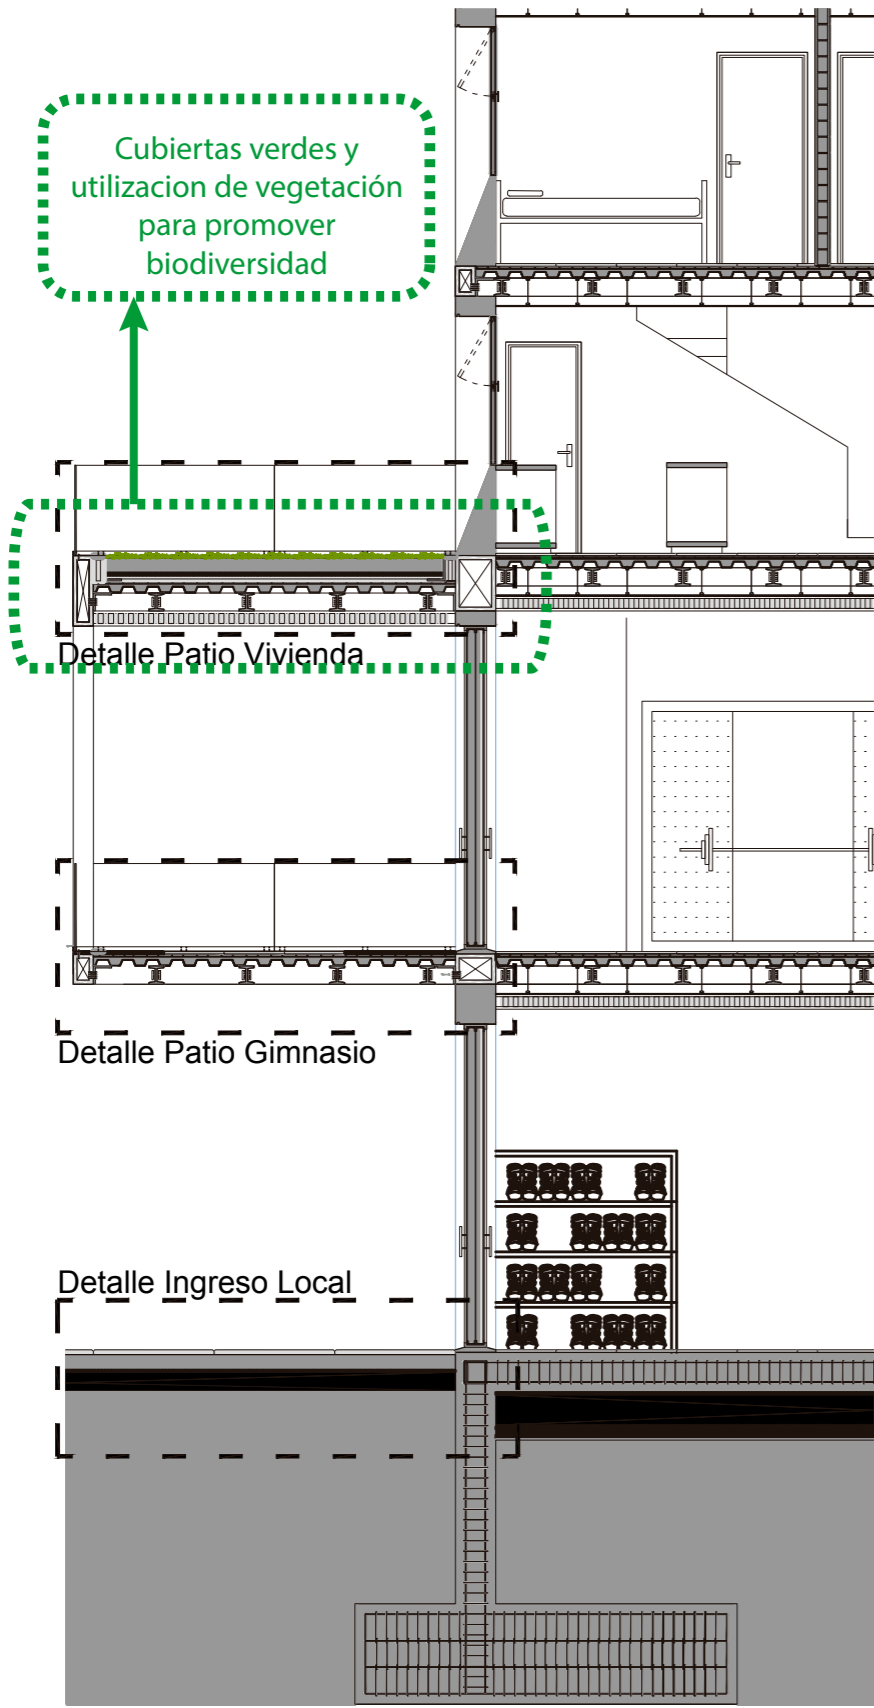 Cubiertas verdes y
utilizacion de vegetación
para promover
biodiversidad
Detalle Patio Vivienda
Detalle Patio Gimnasio
Detalle Ingreso Local